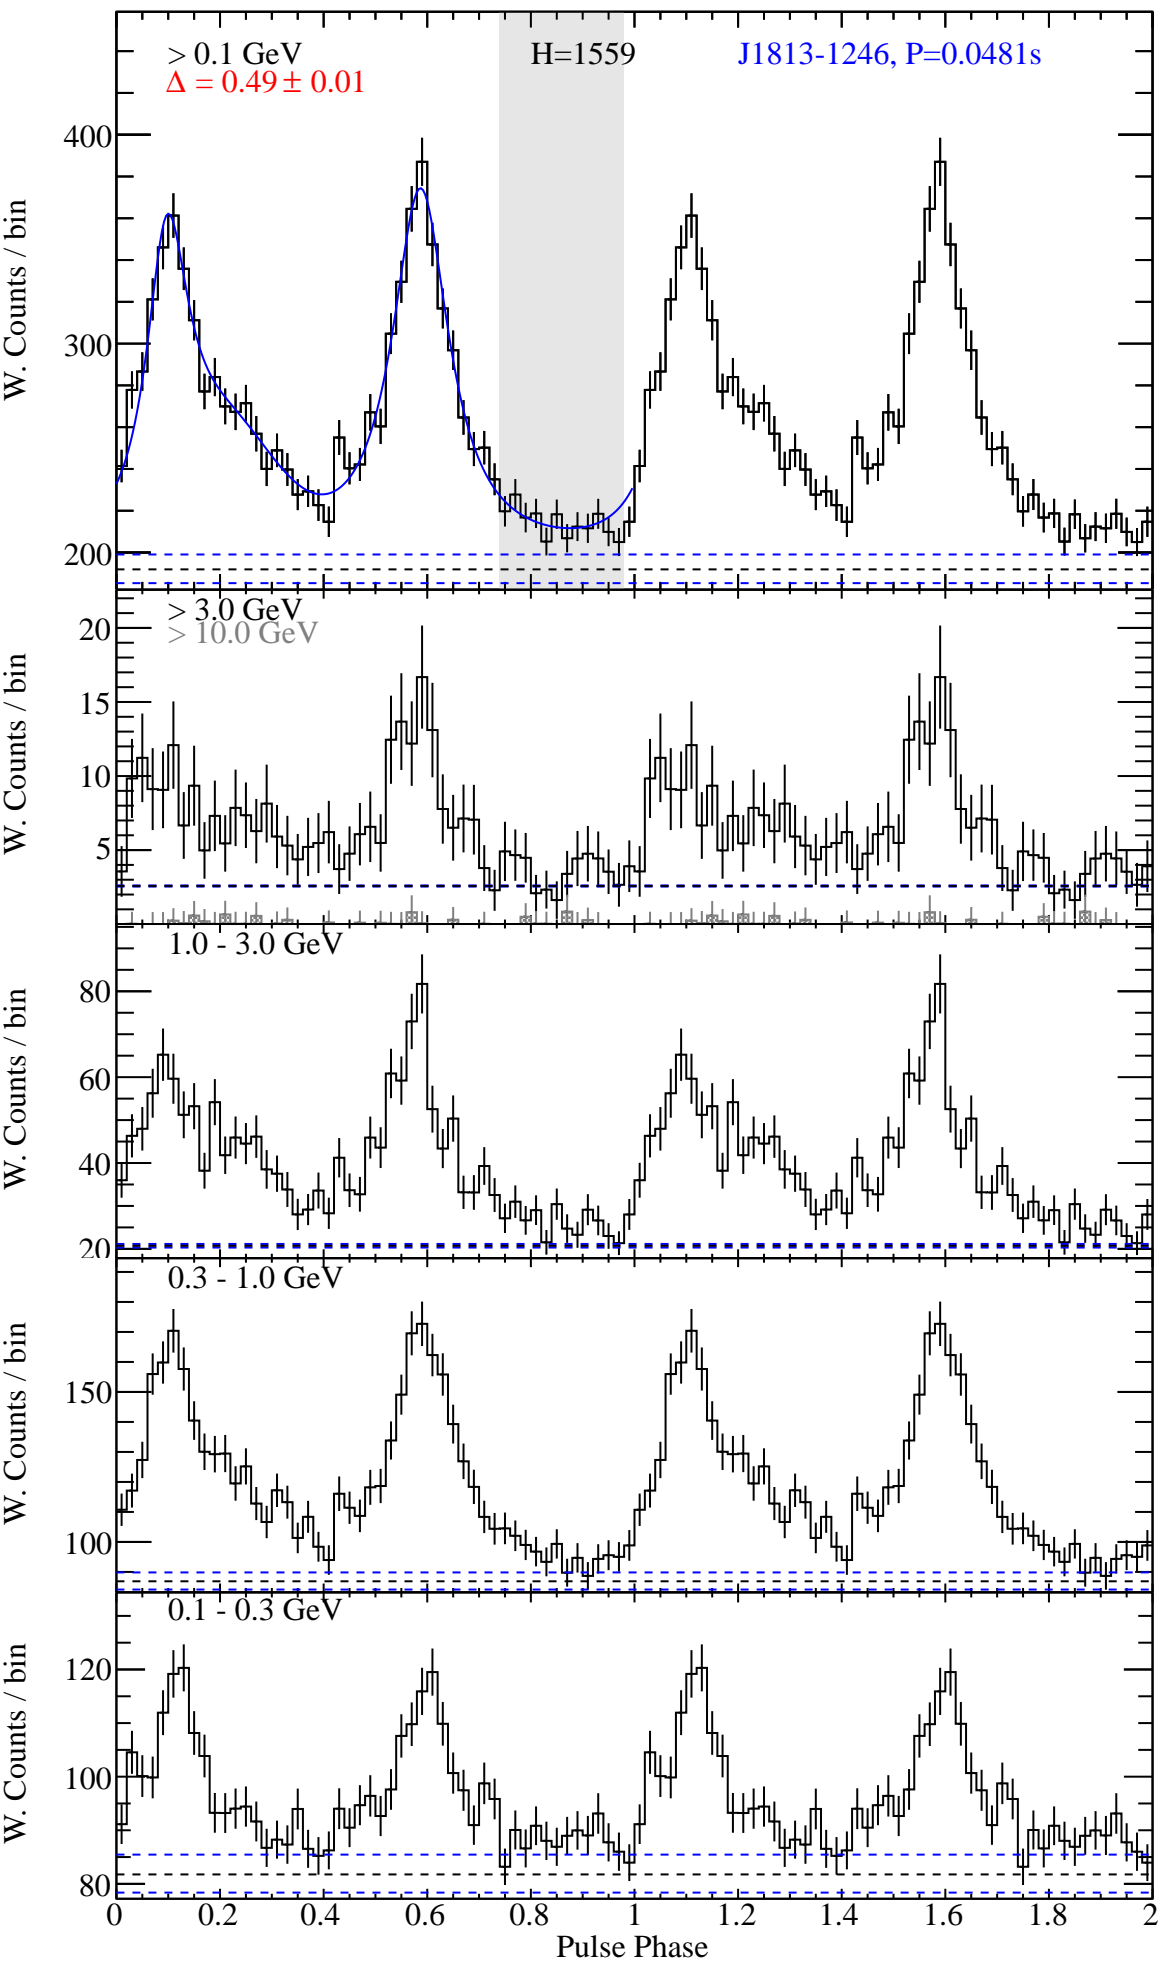 > 0.1 GeV
H=1559
J1813-1246, P=0.0481s
Δ = 0.49 ± 0.01
400
300
200
W. Counts / bin
> 3.0 GeV
> 10.0 GeV
20
15
10
5
W. Counts / bin
1.0 - 3.0 GeV
80
60
40
20
W. Counts / bin
0.3 - 1.0 GeV
150
100
W. Counts / bin
0.1 - 0.3 GeV
120
100
80
W. Counts / bin
0 0.2 0.4 0.6 0.8 1 1.2 1.4 1.6 1.8 2
Pulse Phase